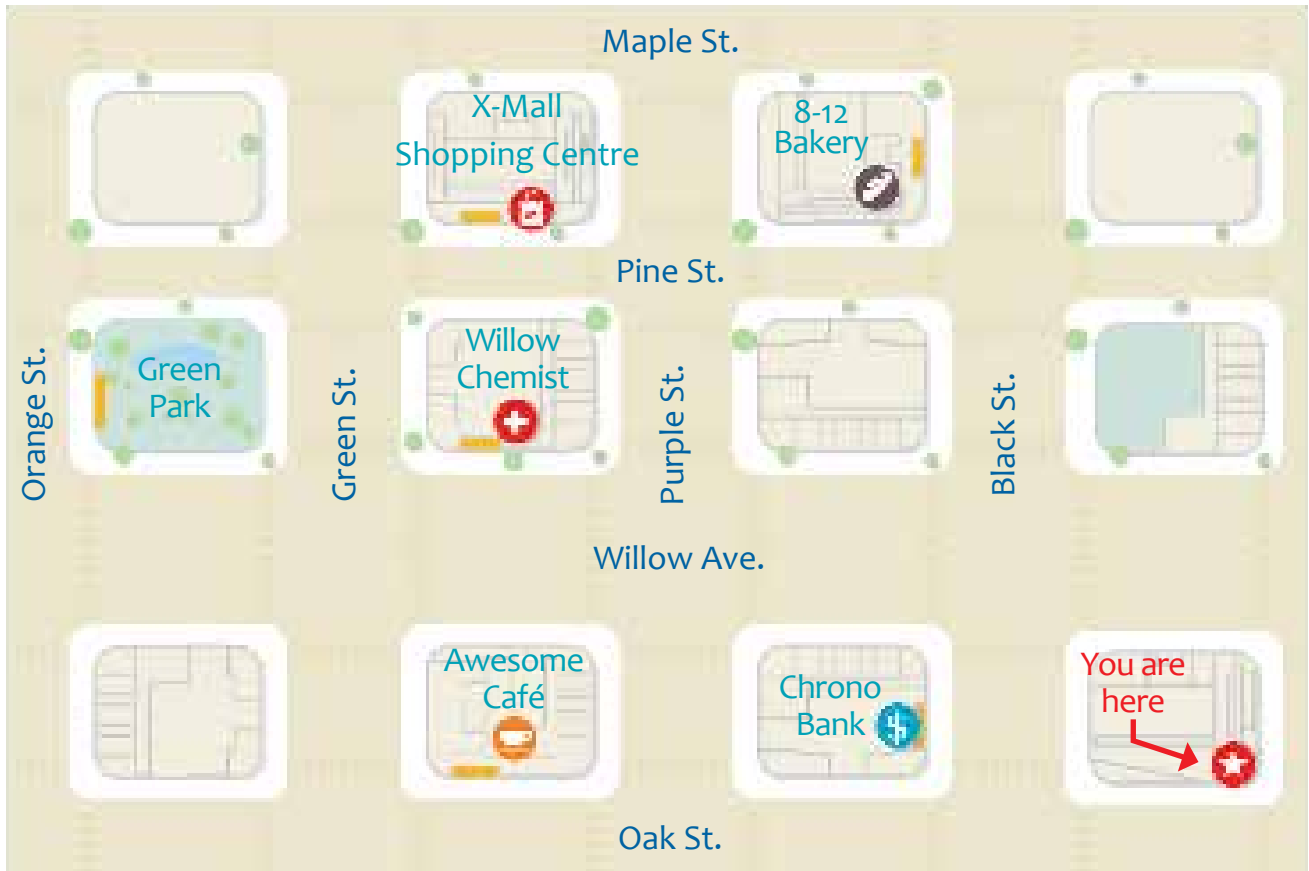 Maple St.
X-Mall
Shopping Centre
8-12
Bakery
Pine St.
Orange St.
Green
Park
Green St.
Willow
Chemist
Purple St.
Black St.
Willow Ave.
Awesome
Café
Chrono
Bank
You are
here
Oak St.